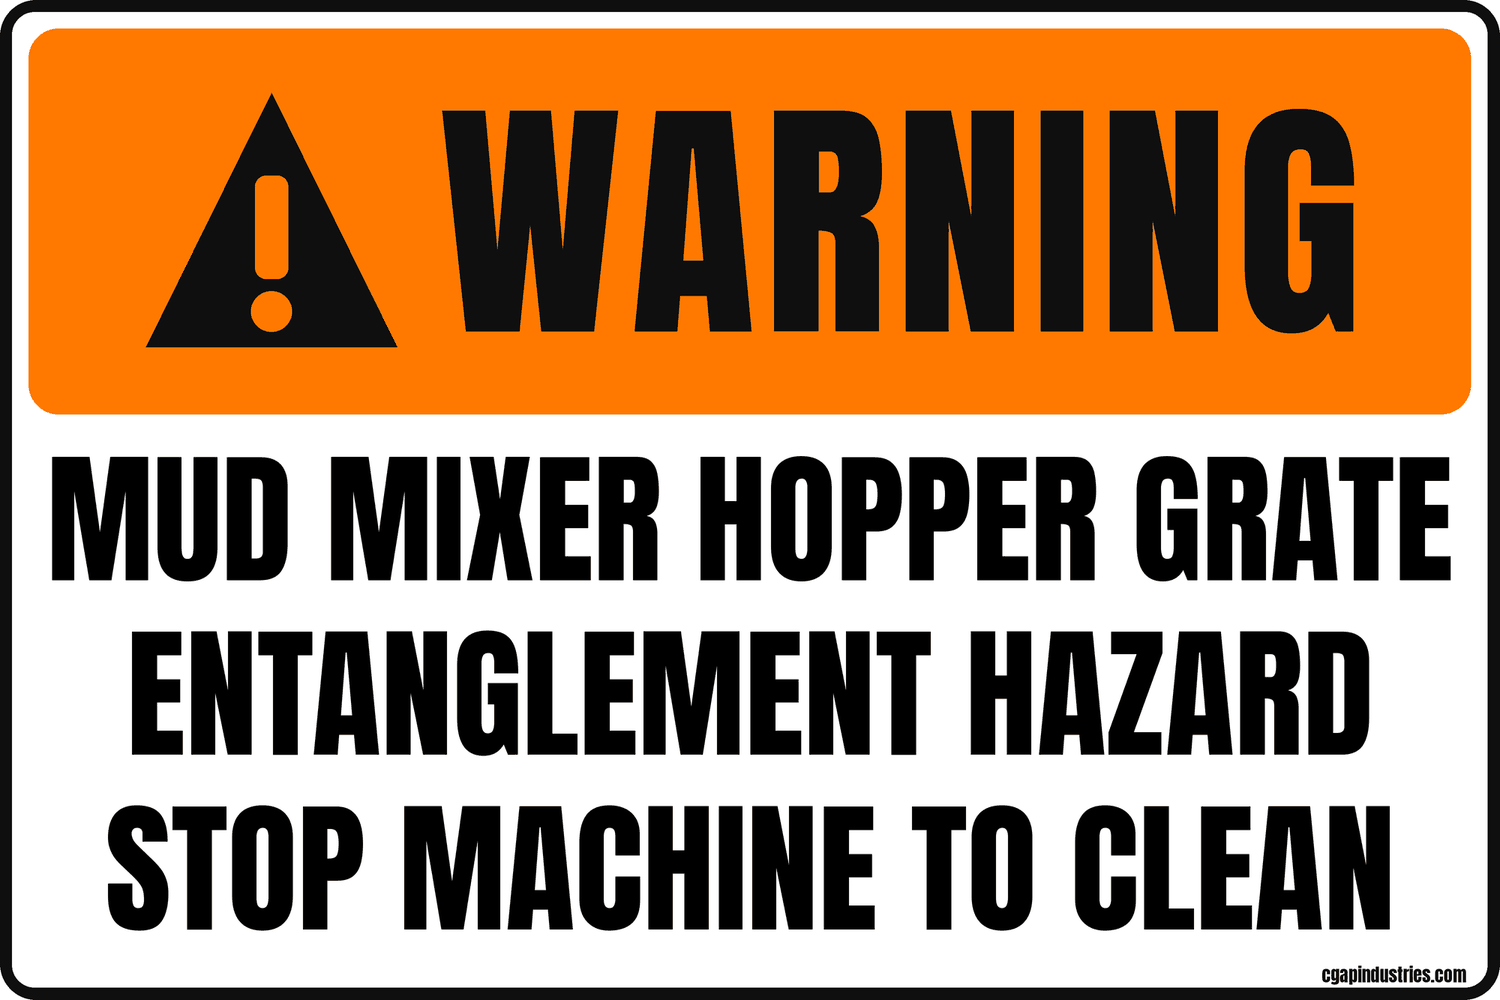 WARNING
MUD MIXER HOPPER GRATE
ENTANGLEMENT HAZARD
STOP MACHINE TO CLEAN
cgapindustries.com